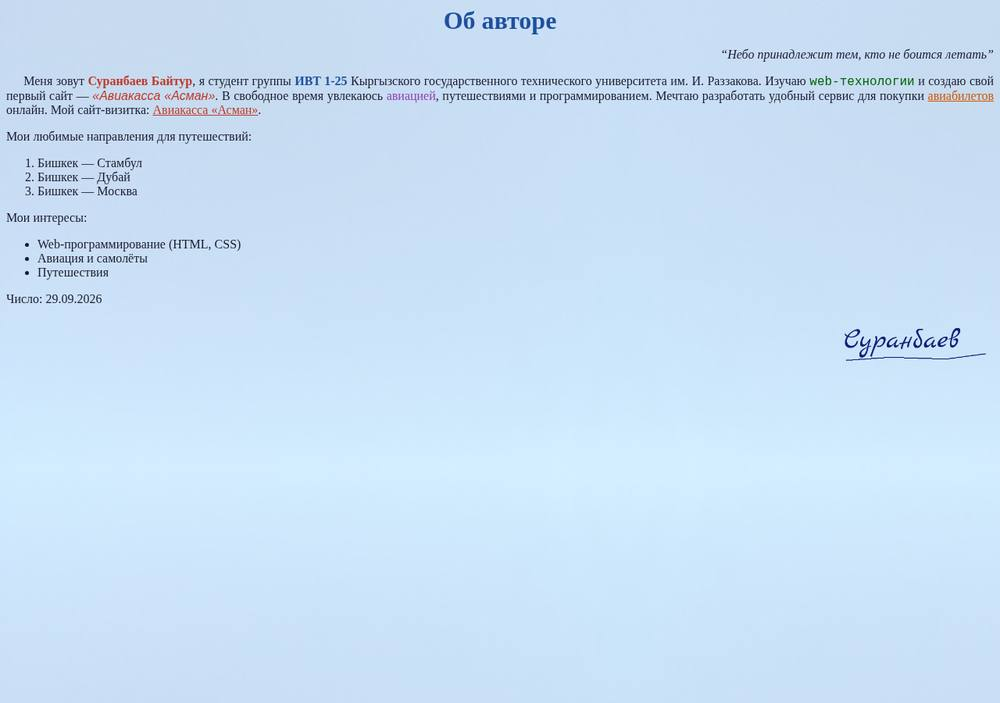 Об авторе
“Небо принадлежит тем, кто не боится летать”
Меня зовут Суранбаев Байтур, я студент группы ИВТ 1-25 Кыргызского государственного технического университета им. И. Раззакова. Изучаю web-технологии и создаю свой
первый сайт — «Авиакасса «Асман». В свободное время увлекаюсь авиацией, путешествиями и программированием. Мечтаю разработать удобный сервис для покупки авиабилетов
онлайн. Мой сайт-визитка: Авиакасса «Асман».
Мои любимые направления для путешествий:
1. Бишкек — Стамбул
2. Бишкек — Дубай
3. Бишкек — Москва
Мои интересы:
• Web-программирование (HTML, CSS)
• Авиация и самолёты
• Путешествия
Число: 29.09.2026
Суранбаев